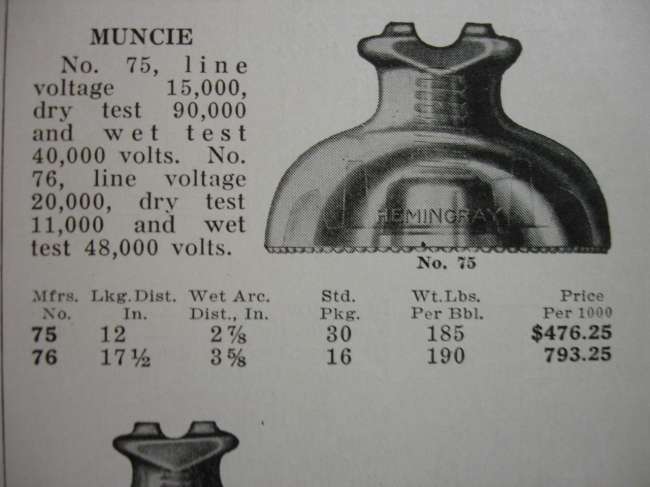 MUNCIE
No. 75, line
voltage 15,000,
dry test 90,000
and wet test
40,000 volts. No.
76, line voltage
20,000, dry test
11,000 and wet
test 48,000 volts.
HEMINGRAY
No. 75
Mfrs. Lkg.Dist. Wet Arc. Std. Wt.Lbs. Price
No. In. Dist., In. Pkg. Per Bbl. Per 1000
75 12 2⅞ 30 185 $476.25
76 17½ 3⅝ 16 190 793.25